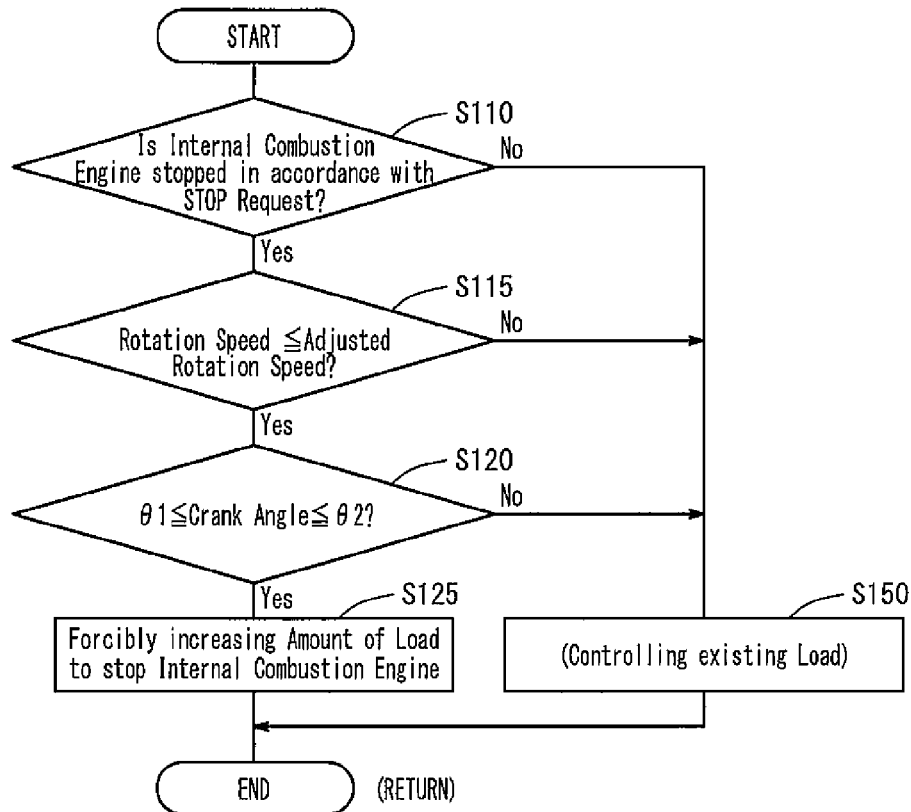 START
S110
Is Internal Combustion
Engine stopped in accordance with
STOP Request?
No
Yes
S115
Rotation Speed ≦Adjusted
Rotation Speed?
No
Yes
S120
θ1≦Crank Angle≦θ2?
No
Yes
S125
Forcibly increasing Amount of Load
to stop Internal Combustion Engine
S150
(Controlling existing Load)
END
(RETURN)